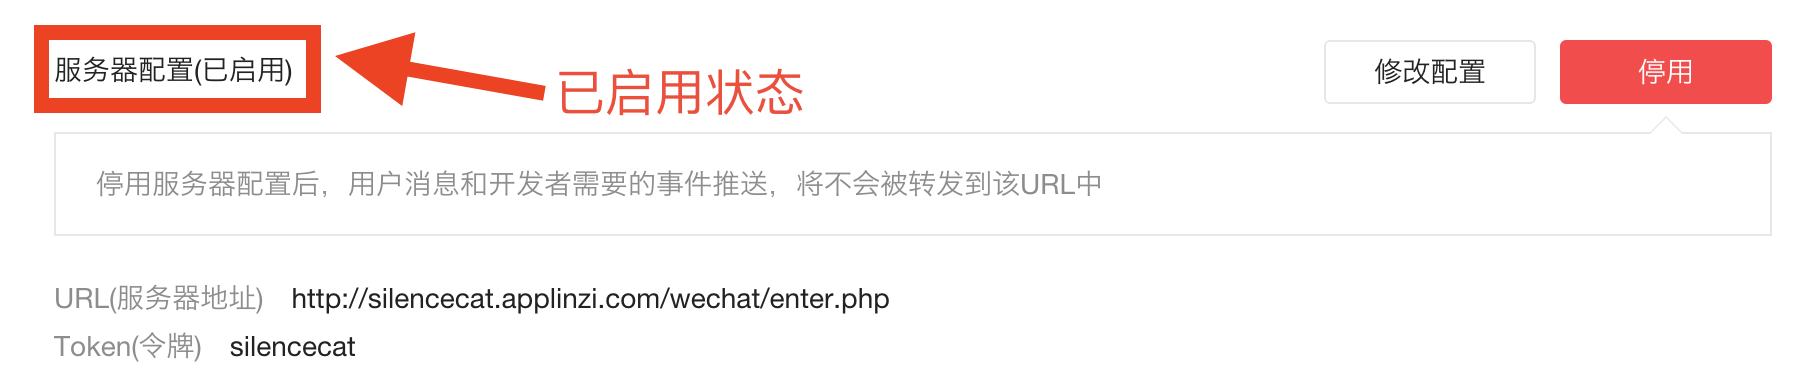 服务器配置(已启用)
已启用状态
修改配置
停用
停用服务器配置后，用户消息和开发者需要的事件推送，将不会被转发到该URL中
URL(服务器地址) http://silencecat.applinzi.com/wechat/enter.php
Token(令牌) silencecat